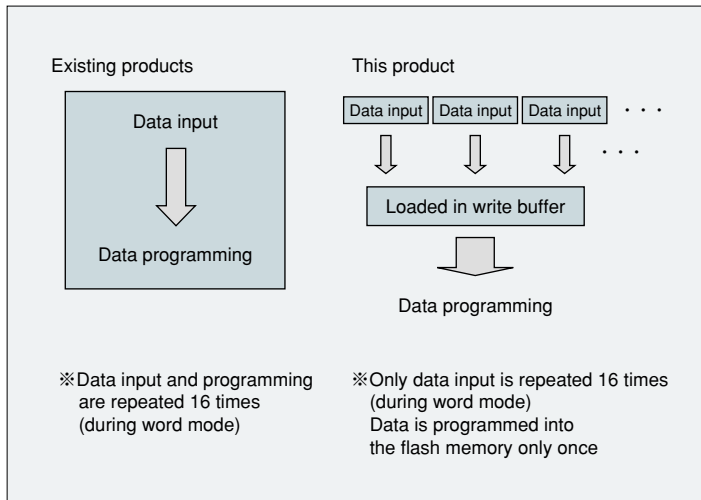 Existing products
Data input
Data programming
※Data input and programming
are repeated 16 times
(during word mode)
This product
Data input Data input Data input ・・・
・・・
Loaded in write buffer
Data programming
※Only data input is repeated 16 times
(during word mode)
Data is programmed into
the flash memory only once